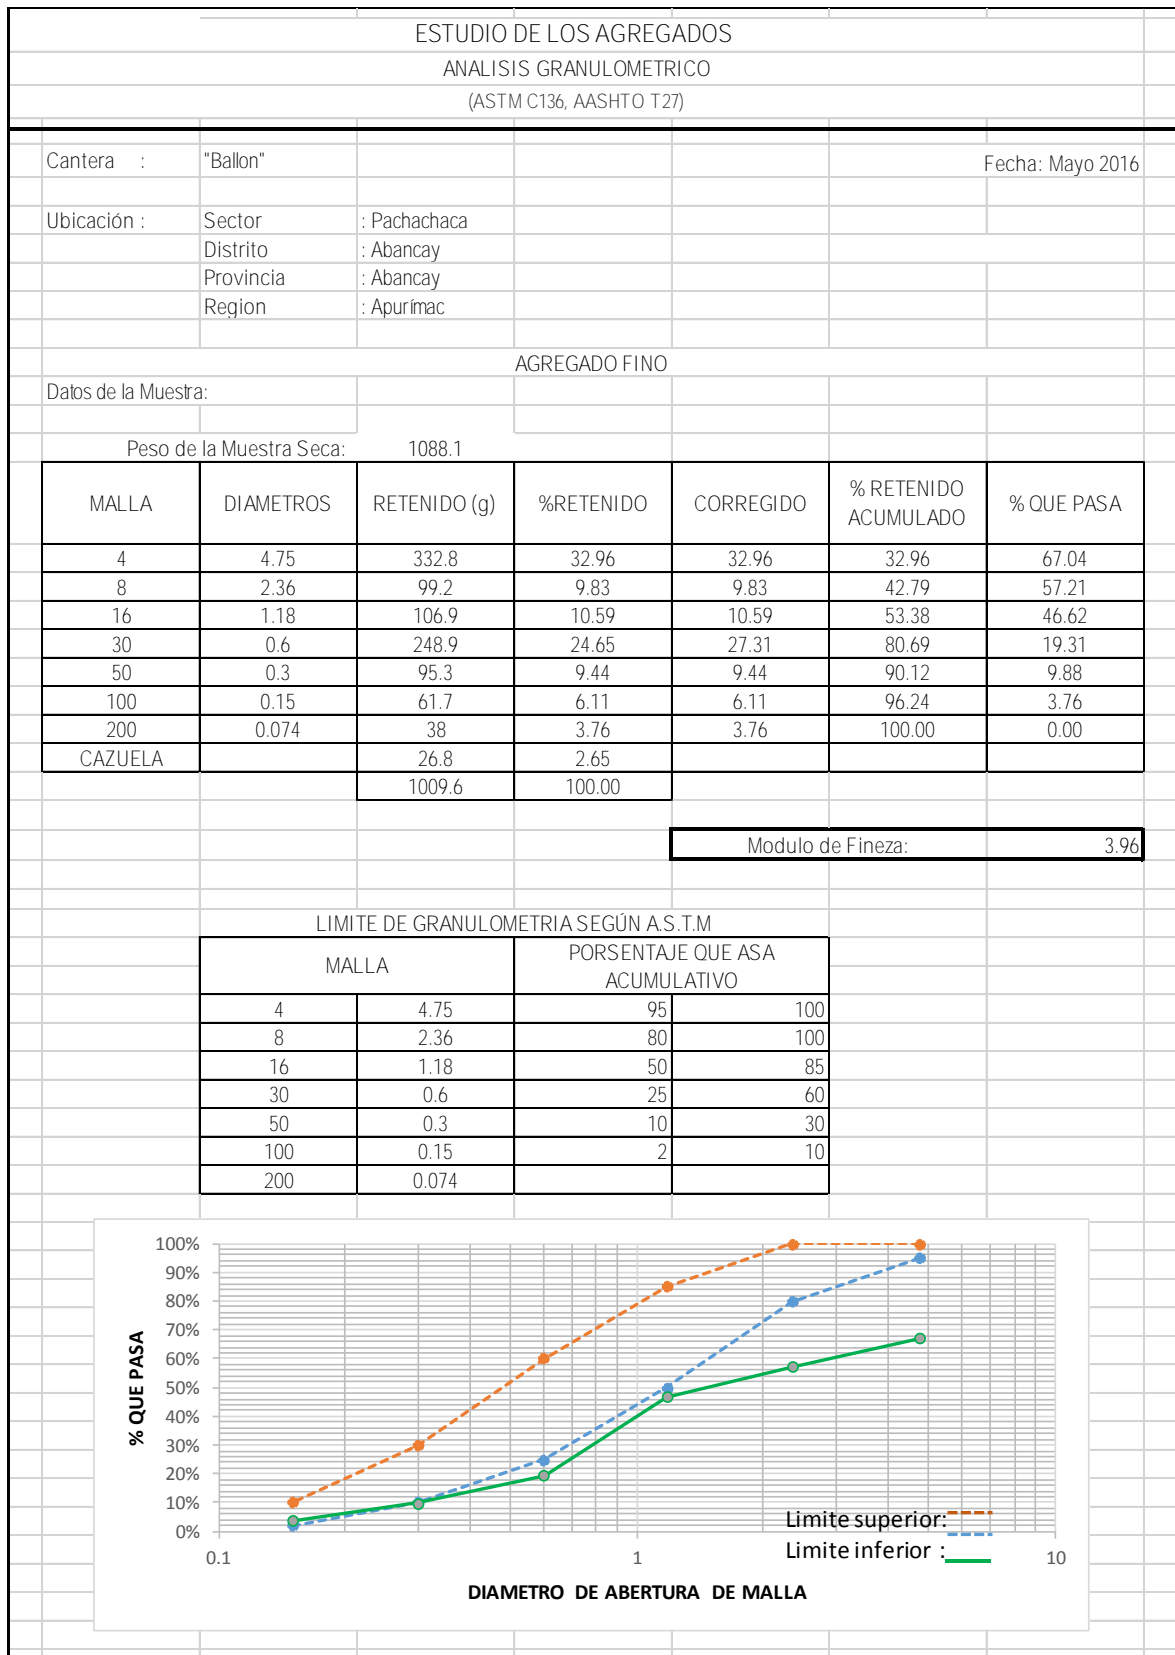 ESTUDIO DE LOS AGREGADOS
ANALISIS GRANULOMETRICO
(ASTM C136, AASHTO T27)
Cantera : "Ballon" Fecha: Mayo 2016
Ubicación : Sector : Pachachaca
Distrito : Abancay
Provincia : Abancay
Region : Apurímac
AGREGADO FINO
Datos de la Muestra:
Peso de la Muestra Seca: 1088.1
MALLA DIAMETROS RETENIDO (g) %RETENIDO CORREGIDO % RETENIDO ACUMULADO % QUE PASA
4 4.75 332.8 32.96 32.96 32.96 67.04
8 2.36 99.2 9.83 9.83 42.79 57.21
16 1.18 106.9 10.59 10.59 53.38 46.62
30 0.6 248.9 24.65 27.31 80.69 19.31
50 0.3 95.3 9.44 9.44 90.12 9.88
100 0.15 61.7 6.11 6.11 96.24 3.76
200 0.074 38 3.76 3.76 100.00 0.00
CAZUELA 26.8 2.65
1009.6 100.00
Modulo de Fineza: 3.96
LIMITE DE GRANULOMETRIA SEGÚN A.S.T.M
MALLA PORSENTAJE QUE ASA ACUMULATIVO
4 4.75 95 100
8 2.36 80 100
16 1.18 50 85
30 0.6 25 60
50 0.3 10 30
100 0.15 2 10
200 0.074
100%
90%
80%
70%
60%
50%
40%
30%
20%
10%
0%
% QUE PASA
Limite superior:
Limite inferior :
0.1 1 10
DIAMETRO DE ABERTURA DE MALLA